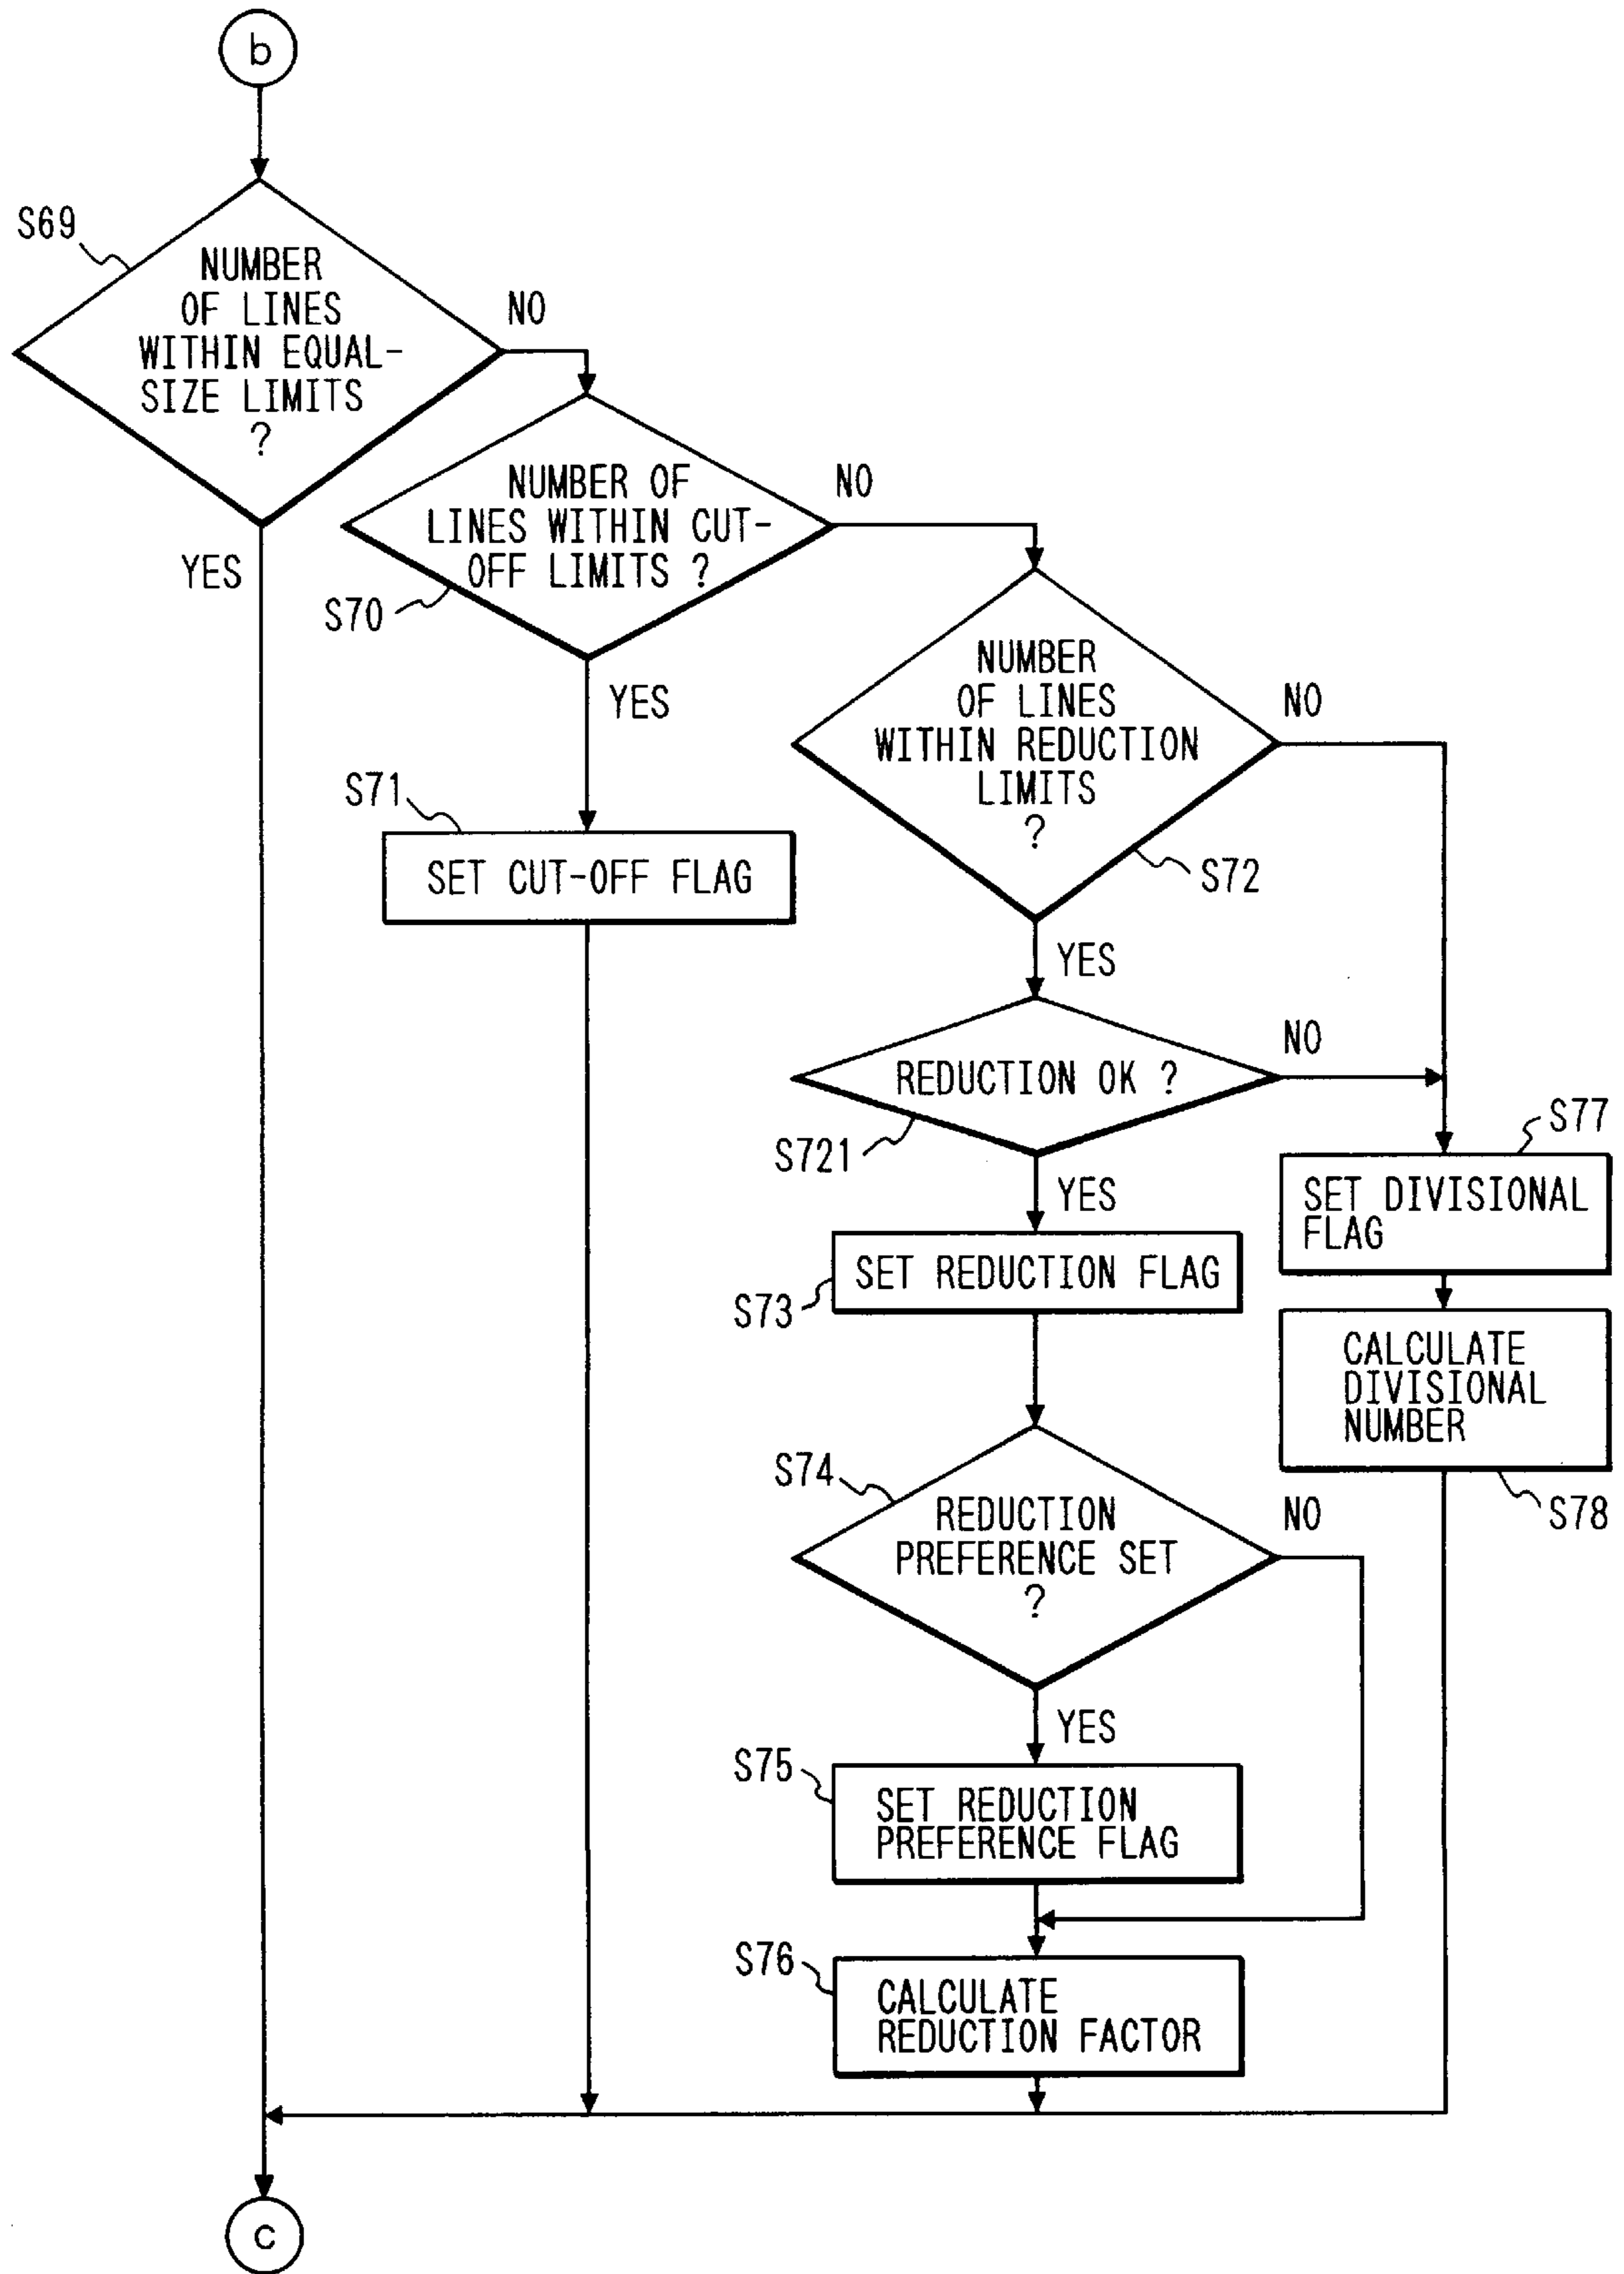 b
S69
NUMBER
OF LINES
WITHIN EQUAL-
SIZE LIMITS
?
NO
YES
NUMBER OF
LINES WITHIN CUT-
OFF LIMITS ?
S70
NO
YES
S71
SET CUT-OFF FLAG
NUMBER
OF LINES
WITHIN REDUCTION
LIMITS
?
NO
S72
YES
REDUCTION OK ?
NO
S721
YES
S77
SET DIVISIONAL
FLAG
SET REDUCTION FLAG
S73
CALCULATE
DIVISIONAL
NUMBER
S78
S74
REDUCTION
PREFERENCE SET
?
NO
YES
S75
SET REDUCTION
PREFERENCE FLAG
S76
CALCULATE
REDUCTION FACTOR
c